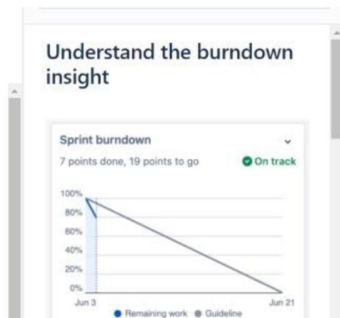 Understand the burndown
insight
Sprint burndown
7 points done, 19 points to go On track
100%
80%
60%
40%
20%
0%
Jun 3 Jun 21
Remaining work Guideline